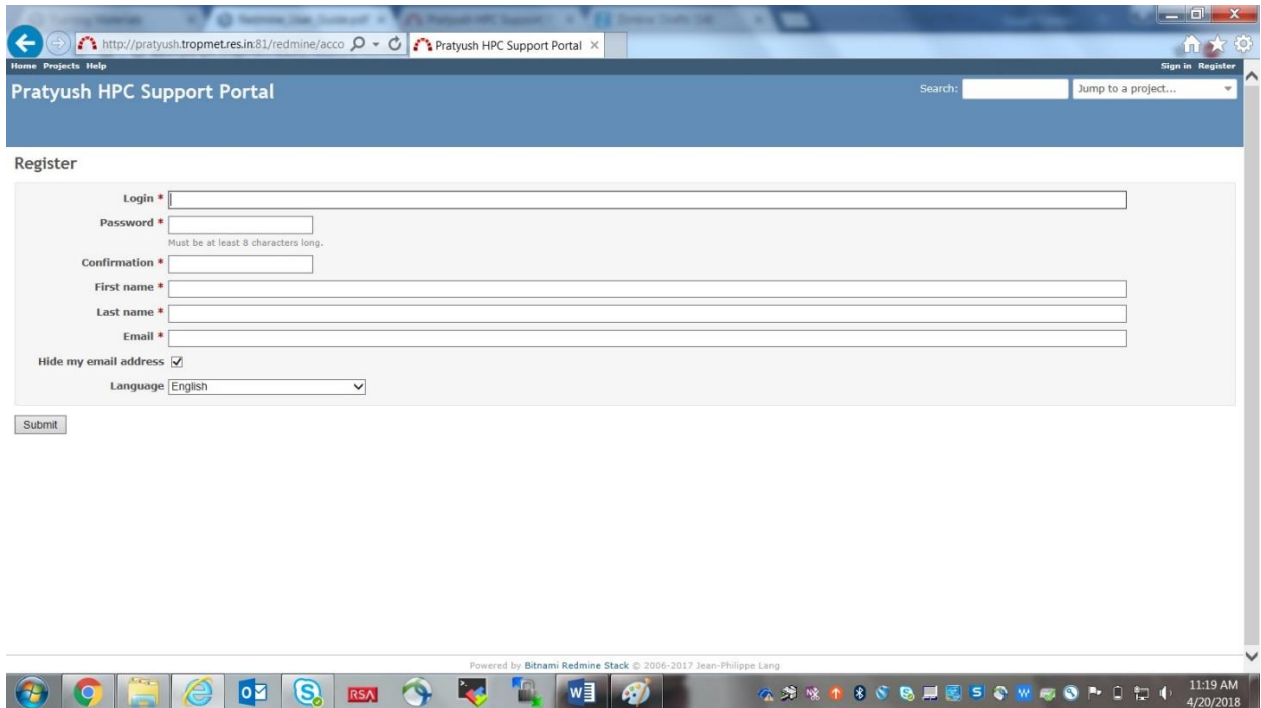 http://pratyush.tropmet.res.in:81/redmine/acco
Pratyush HPC Support Portal
Home Projects Help
Sign in Register
Pratyush HPC Support Portal
Search:
Jump to a project...
Register
Login *
Password *
Must be at least 8 characters long.
Confirmation *
First name *
Last name *
Email *
Hide my email address
Language English
Submit
Powered by Bitnami Redmine Stack © 2006-2017 Jean-Philippe Lang
RSA
11:19 AM
4/20/2018